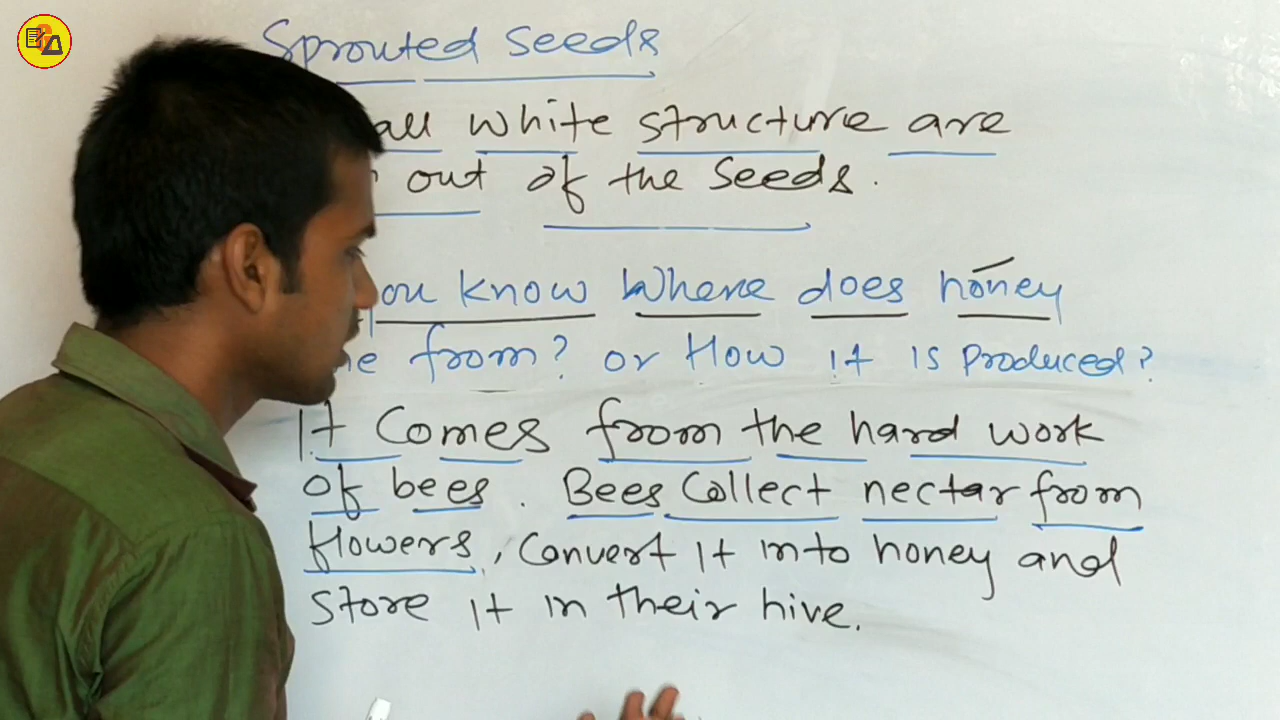 Sprouted seeds
all white structure are
out of the seeds.
ou know where does honey
e from? or How it is produced?
It comes from the hard work
of bees. Bees collect nectar from
flowers, convert it into honey and
store it in their hive.